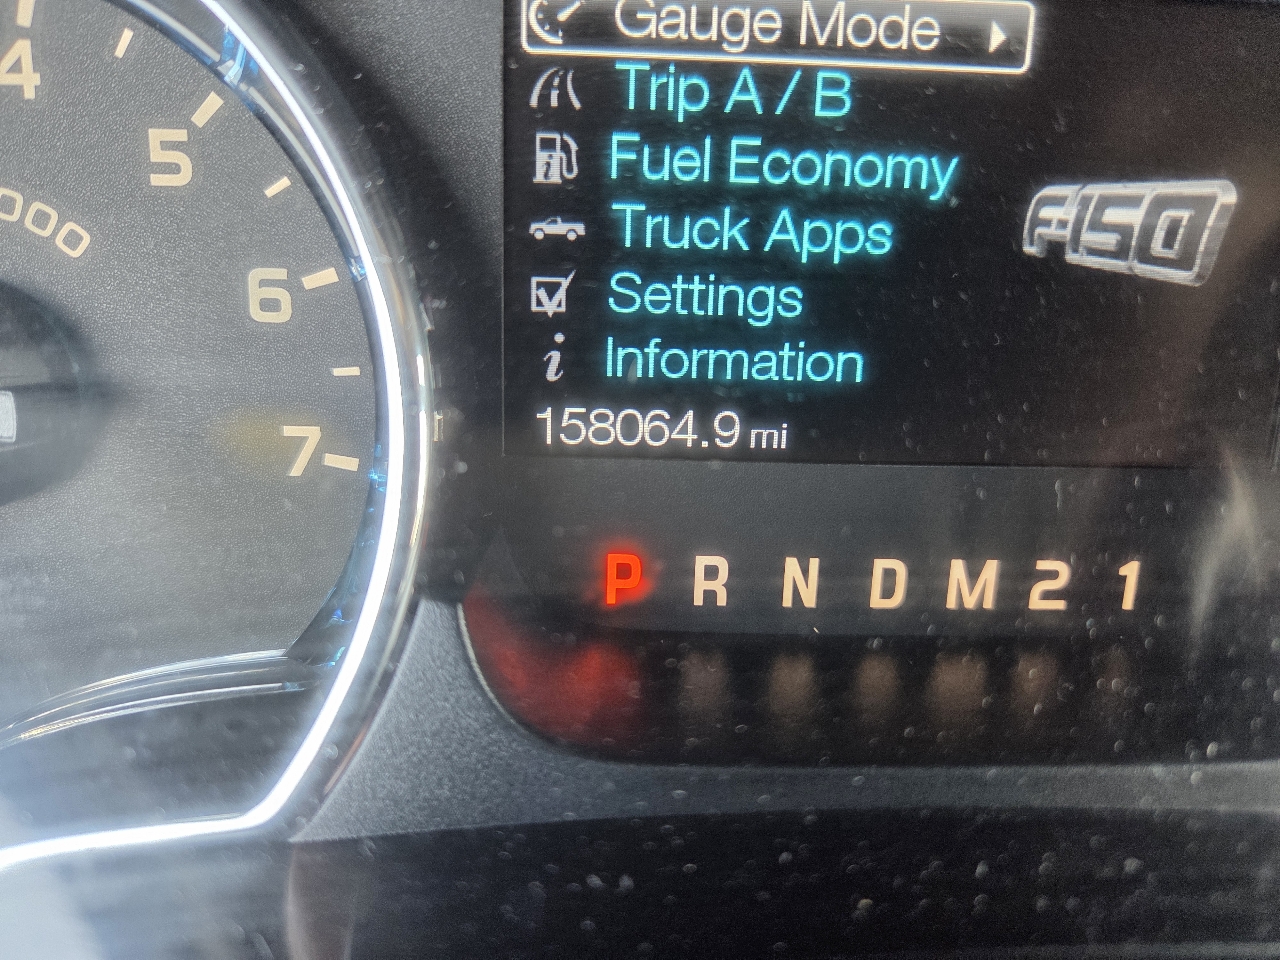 Gauge Mode
Trip A / B
Fuel Economy
Truck Apps
Settings
Information
158064.9 mi
F-150
4
5
6
7
000
P R N D M 2 1